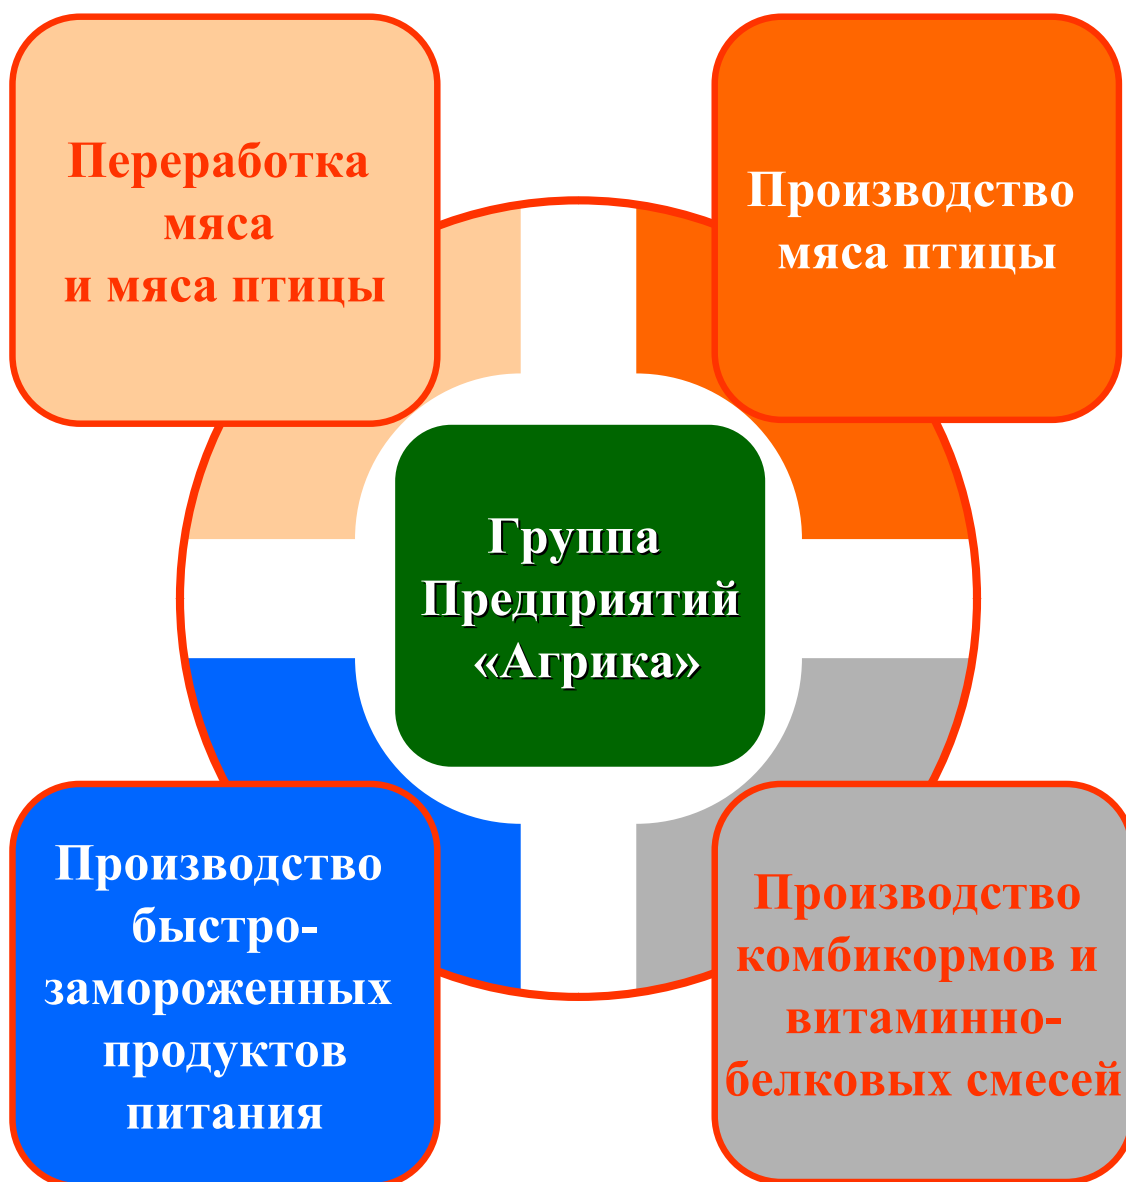 Переработка
мяса
и мяса птицы
Производство
мяса птицы
Группа
Предприятий
«Агрика»
Производство
быстро-
замороженных
продуктов
питания
Производство
комбикормов и
витаминно-
белковых смесей